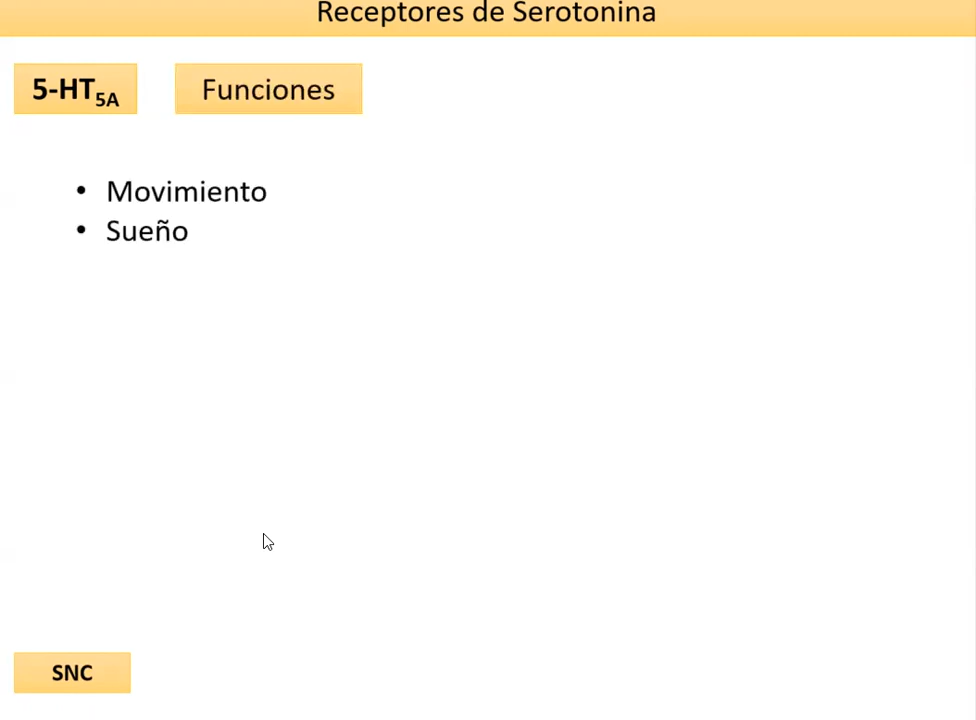 Receptores de Serotonina
5-HT5A
Funciones
• Movimiento
• Sueño
SNC